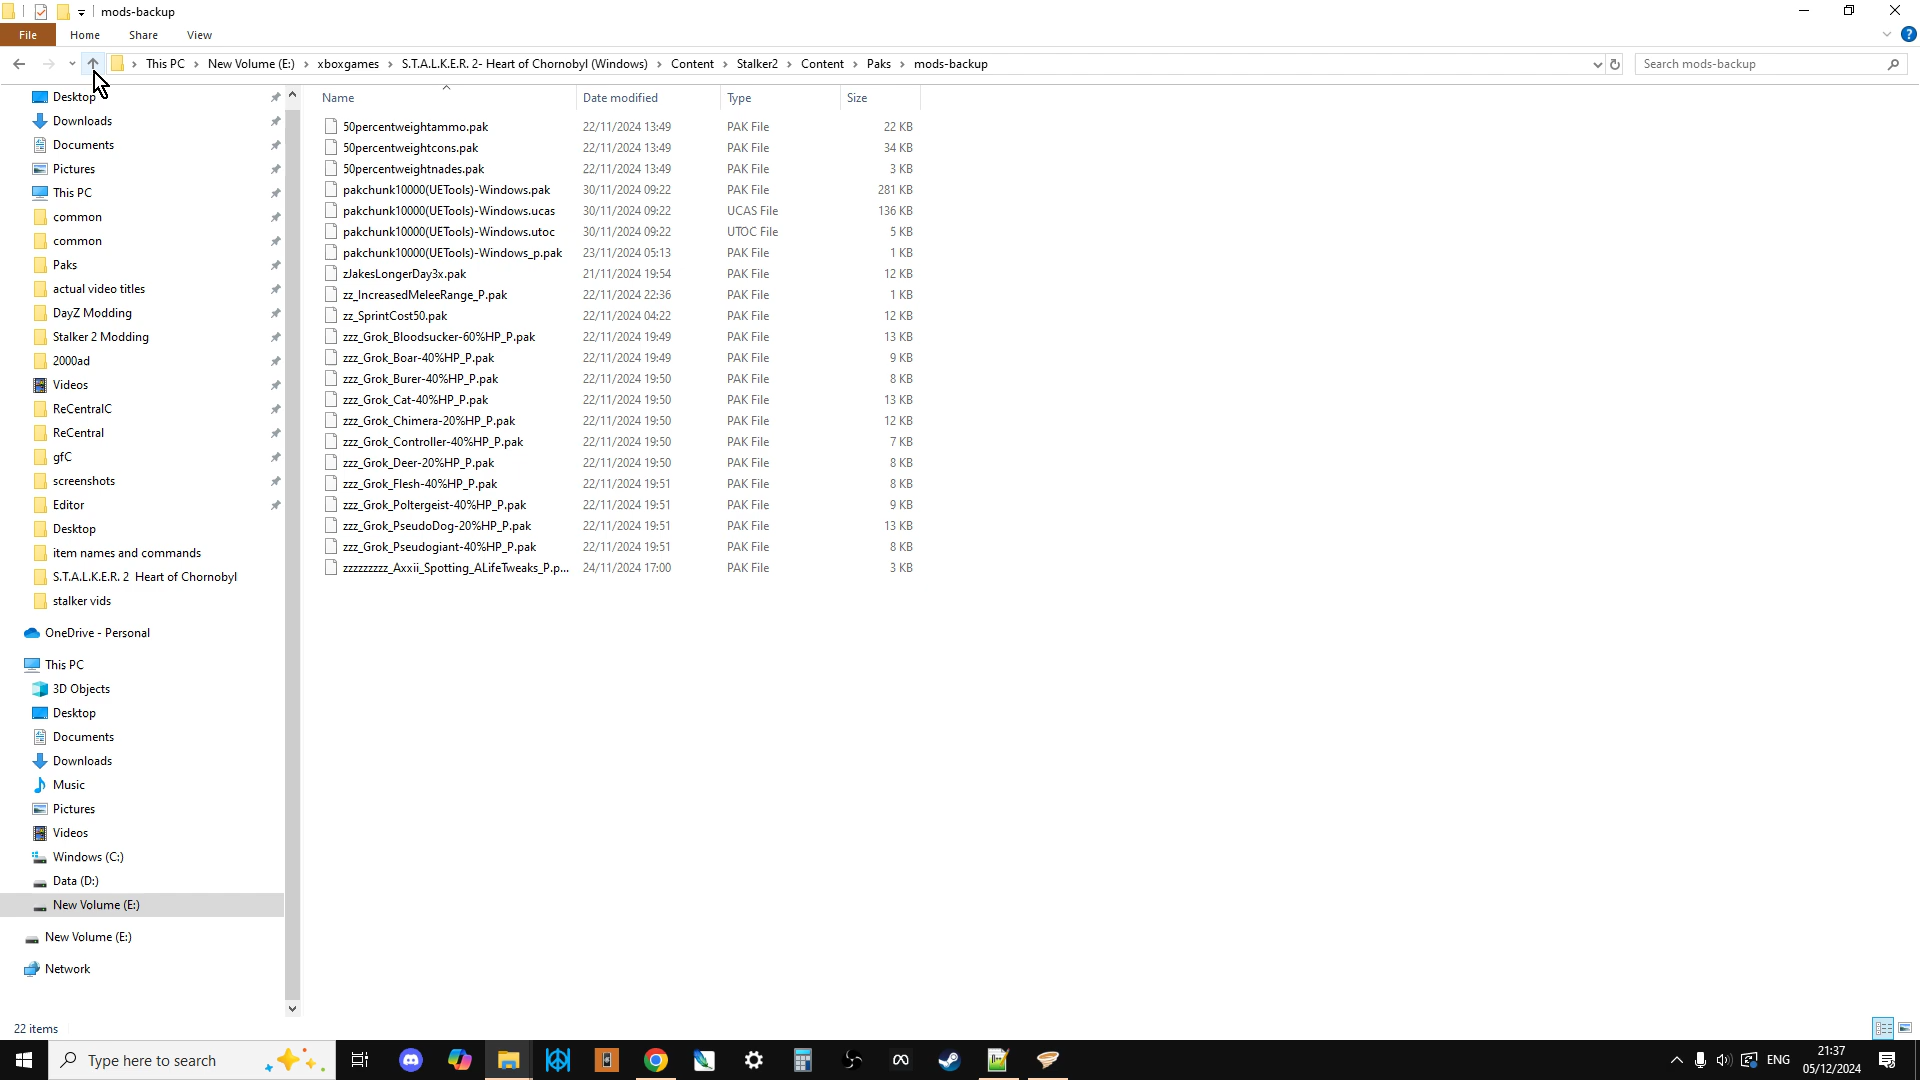 mods-backup
File Home Share View
This PC New Volume (E:) xboxgames S.T.A.L.K.E.R. 2- Heart of Chornobyl (Windows) Content Stalker2 Content Paks mods-backup Search mods-backup
Desktop
Downloads
Documents
Pictures
This PC
common
common
Paks
actual video titles
DayZ Modding
Stalker 2 Modding
2000ad
Videos
ReCentralC
ReCentral
gfC
screenshots
Editor
Desktop
item names and commands
S.T.A.L.K.E.R. 2 Heart of Chornobyl
stalker vids
OneDrive - Personal
This PC
3D Objects
Desktop
Documents
Downloads
Music
Pictures
Videos
Windows (C:)
Data (D:)
New Volume (E:)
New Volume (E:)
Network
Name Date modified Type Size
50percentweightammo.pak 22/11/2024 13:49 PAK File 22 KB
50percentweightcons.pak 22/11/2024 13:49 PAK File 34 KB
50percentweightnades.pak 22/11/2024 13:49 PAK File 3 KB
pakchunk10000(UETools)-Windows.pak 30/11/2024 09:22 PAK File 281 KB
pakchunk10000(UETools)-Windows.ucas 30/11/2024 09:22 UCAS File 136 KB
pakchunk10000(UETools)-Windows.utoc 30/11/2024 09:22 UTOC File 5 KB
pakchunk10000(UETools)-Windows_p.pak 23/11/2024 05:13 PAK File 1 KB
zJakesLongerDay3x.pak 21/11/2024 19:54 PAK File 12 KB
zz_IncreasedMeleeRange_P.pak 22/11/2024 22:36 PAK File 1 KB
zz_SprintCost50.pak 22/11/2024 04:22 PAK File 12 KB
zzz_Grok_Bloodsucker-60%HP_P.pak 22/11/2024 19:49 PAK File 13 KB
zzz_Grok_Boar-40%HP_P.pak 22/11/2024 19:49 PAK File 9 KB
zzz_Grok_Burer-40%HP_P.pak 22/11/2024 19:50 PAK File 8 KB
zzz_Grok_Cat-40%HP_P.pak 22/11/2024 19:50 PAK File 13 KB
zzz_Grok_Chimera-20%HP_P.pak 22/11/2024 19:50 PAK File 12 KB
zzz_Grok_Controller-40%HP_P.pak 22/11/2024 19:50 PAK File 7 KB
zzz_Grok_Deer-20%HP_P.pak 22/11/2024 19:50 PAK File 8 KB
zzz_Grok_Flesh-40%HP_P.pak 22/11/2024 19:51 PAK File 8 KB
zzz_Grok_Poltergeist-40%HP_P.pak 22/11/2024 19:51 PAK File 9 KB
zzz_Grok_PseudoDog-20%HP_P.pak 22/11/2024 19:51 PAK File 13 KB
zzz_Grok_Pseudogiant-40%HP_P.pak 22/11/2024 19:51 PAK File 8 KB
zzzzzzzzz_Axxii_Spotting_ALifeTweaks_P.p... 24/11/2024 17:00 PAK File 3 KB
22 items
Type here to search
ENG
21:37
05/12/2024